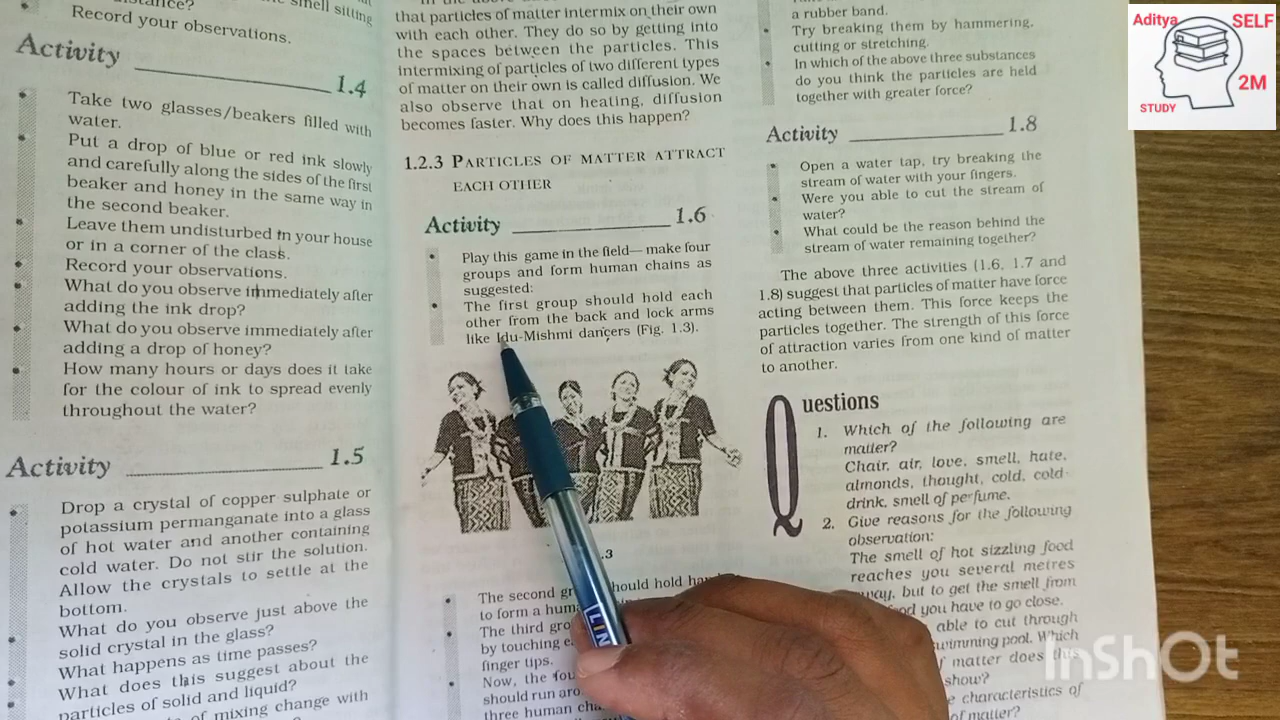 distance?
smell sitting
Record your observations.
Activity 1.4
Take two glasses/beakers filled with
water.
Put a drop of blue or red ink slowly
and carefully along the sides of the first
beaker and honey in the same way in
the second beaker.
Leave them undisturbed in your house
or in a corner of the class.
Record your observations.
What do you observe immediately after
adding the ink drop?
What do you observe immediately after
adding a drop of honey?
How many hours or days does it take
for the colour of ink to spread evenly
throughout the water?
Activity 1.5
Drop a crystal of copper sulphate or
potassium permanganate into a glass
of hot water and another containing
cold water. Do not stir the solution.
Allow the crystals to settle at the
bottom.
What do you observe just above the
solid crystal in the glass?
What happens as time passes?
What does this suggest about the
particles of solid and liquid?
of mixing change with
that particles of matter intermix on their own
with each other. They do so by getting into
the spaces between the particles. This
intermixing of particles of two different types
of matter on their own is called diffusion. We
also observe that on heating, diffusion
becomes faster. Why does this happen?
1.2.3 PARTICLES OF MATTER ATTRACT
EACH OTHER
Activity 1.6
Play this game in the field— make four
groups and form human chains as
suggested:
The first group should hold each
other from the back and lock arms
like Idu-Mishmi dancers (Fig. 1.3).
.3
The second gr should hold
to form a huma
The third gro
by touching e
finger tips.
Now, the fou
should run aro
three human cha
a rubber band.
Try breaking them by hammering,
cutting or stretching.
In which of the above three substances
do you think the particles are held
together with greater force?
Activity 1.8
Open a water tap, try breaking the
stream of water with your fingers.
Were you able to cut the stream of
water?
What could be the reason behind the
stream of water remaining together?
The above three activities (1.6, 1.7 and
1.8) suggest that particles of matter have force
acting between them. This force keeps the
particles together. The strength of this force
of attraction varies from one kind of matter
to another.
Questions
1. Which of the following are
matter?
Chair, air, love, smell, hate,
almonds, thought, cold, cold-
drink, smell of perfume.
2. Give reasons for the following
observation:
The smell of hot sizzling food
reaches you several metres
way, but to get the smell from
food you have to go close.
able to cut through
swimming pool. Which
matter does this
show?
characteristics of
of matter?
Aditya SELF
2M
STUDY
InShOt
LIN